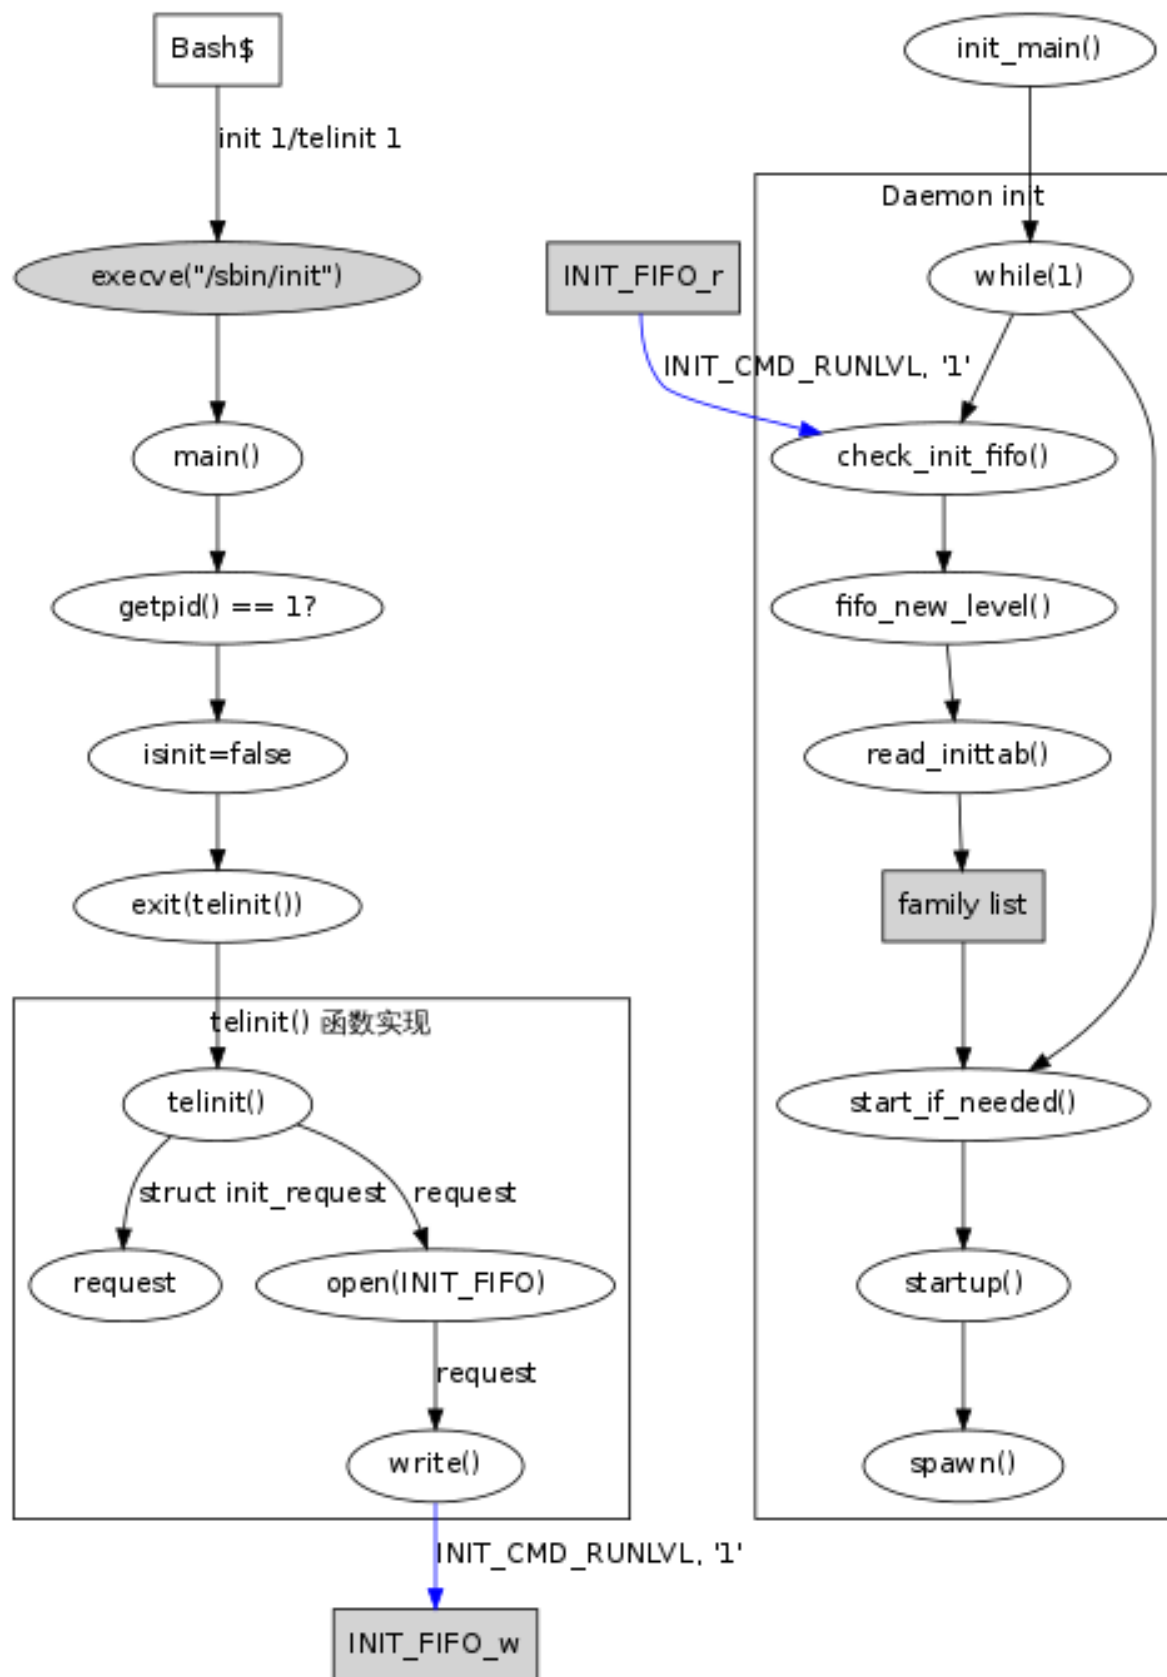 Bash$
init_main()
init 1/telinit 1
Daemon init
execve("/sbin/init")
INIT_FIFO_r
while(1)
INIT_CMD_RUNLVL, '1'
main()
check_init_fifo()
getpid() == 1?
fifo_new_level()
isinit=false
read_inittab()
exit(telinit())
family list
telinit() 函数实现
telinit()
start_if_needed()
struct init_request
request
request
open(INIT_FIFO)
startup()
request
write()
spawn()
INIT_CMD_RUNLVL, '1'
INIT_FIFO_w